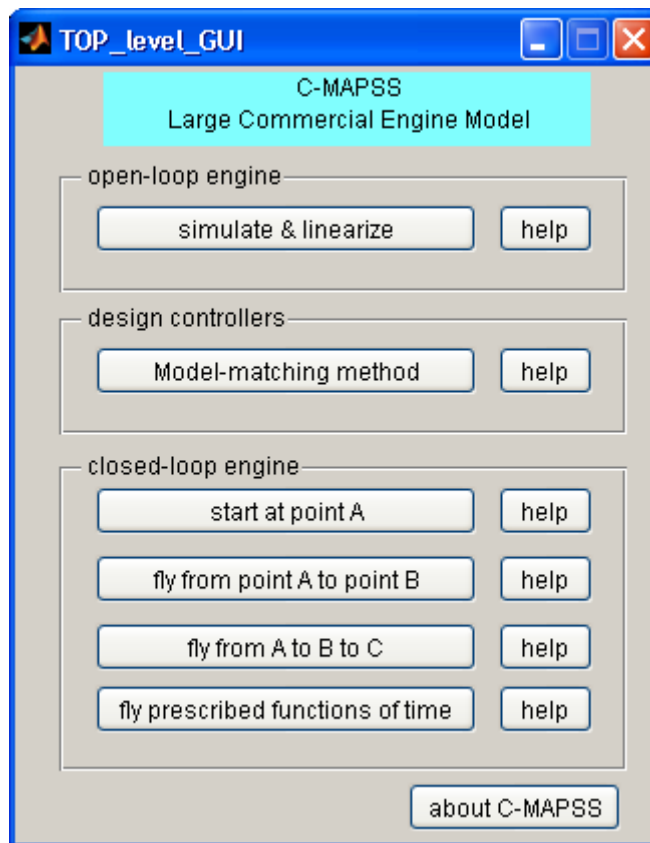 TOP_level_GUI
C-MAPSS
Large Commercial Engine Model
open-loop engine
simulate & linearize help
design controllers
Model-matching method help
closed-loop engine
start at point A help
fly from point A to point B help
fly from A to B to C help
fly prescribed functions of time help
about C-MAPSS